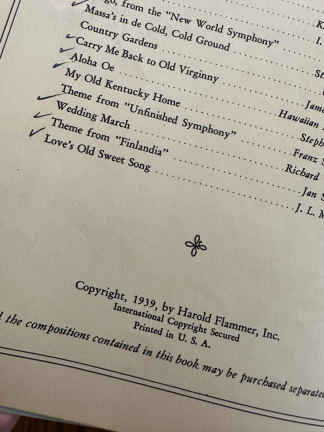 from the "New World Symphony"
Massa's in de Cold, Cold Ground
Country Gardens
Carry Me Back to Old Virginny
Aloha Oe
My Old Kentucky Home Hawaiian
Theme from "Unfinished Symphony"
Wedding March Franz
Theme from "Finlandia" Richard
Love's Old Sweet Song Jan
J. L.
Copyright, 1939, by Harold Flammer, Inc.
International Copyright Secured
Printed in U. S. A.
the compositions contained in this book may be purchased